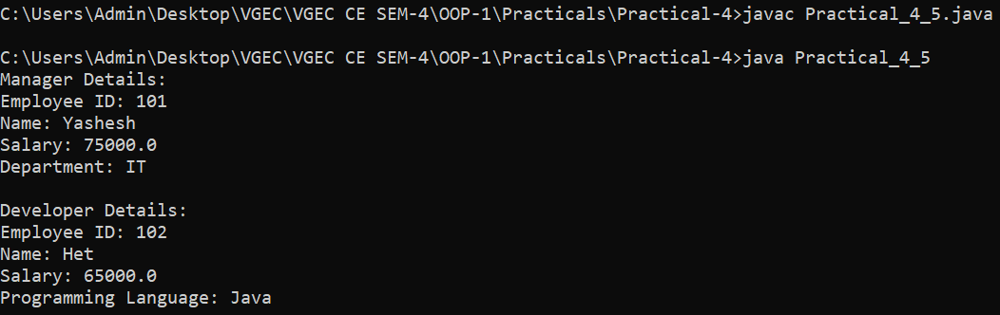 C:\Users\Admin\Desktop\VGEC\VGEC CE SEM-4\OOP-1\Practicals\Practical-4>javac Practical_4_5.java
C:\Users\Admin\Desktop\VGEC\VGEC CE SEM-4\OOP-1\Practicals\Practical-4>java Practical_4_5
Manager Details:
Employee ID: 101
Name: Yashesh
Salary: 75000.0
Department: IT
Developer Details:
Employee ID: 102
Name: Het
Salary: 65000.0
Programming Language: Java